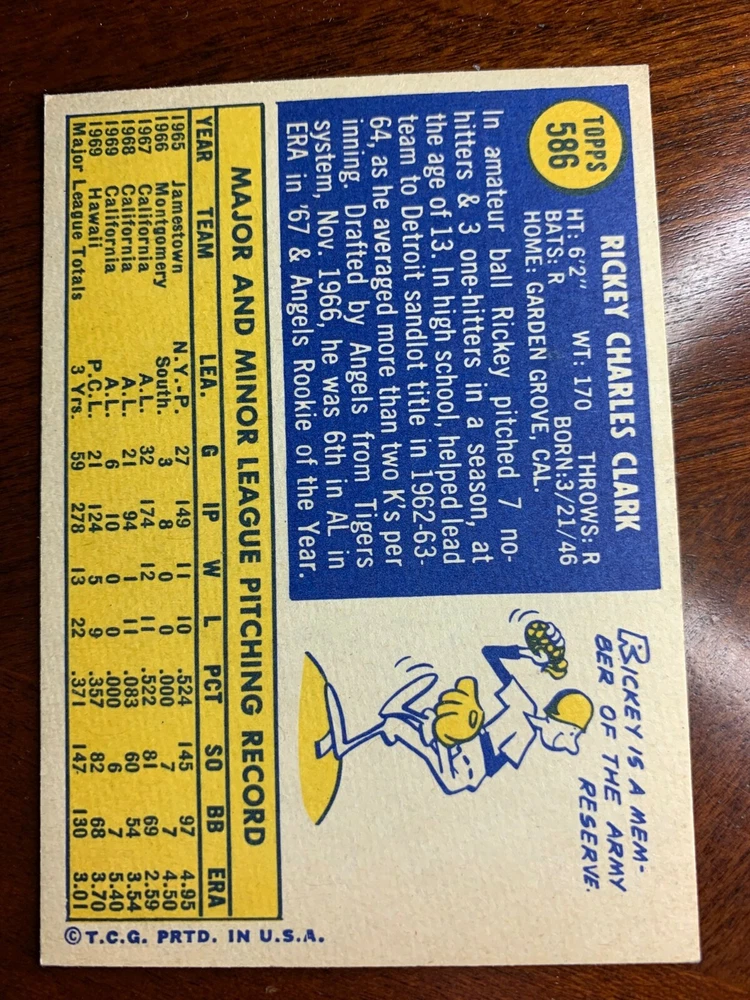 TOPPS
586
RICKEY CHARLES CLARK
HT: 6'2" WT: 170 THROWS: R
BATS: R BORN:3/21/46
HOME: GARDEN GROVE, CAL.
In amateur ball Rickey pitched 7 no-
hitters & 3 one-hitters in a season, at
the age of 13. In high school, helped lead
team to Detroit sandlot title in 1962-63-
64, as he averaged more than two K's per
inning. Drafted by Angels from Tigers
system, Nov. 1966, he was 6th in AL in
ERA in '67 & Angels Rookie of the Year.
RICKEY IS A MEM-
BER OF THE ARMY
RESERVE.
MAJOR AND MINOR LEAGUE PITCHING RECORD
YEAR TEAM LEA. G IP W L PCT SO BB ERA
1965 Jamestown N.Y.-P. 27 149 11 10 .524 145 97 4.95
1966 Montgomery South. 3 8 0 0 .000 7 7 4.50
1967 California A.L. 32 174 12 11 .522 81 69 2.59
1968 California A.L. 21 94 1 11 .083 60 54 3.54
1969 California A.L. 6 10 0 0 .000 6 7 5.40
1969 Hawaii P.C.L. 21 124 5 9 .357 82 68 3.70
Major League Totals 3 Yrs. 59 278 13 22 .371 147 130 3.01
©T.C.G. PRTD. IN U.S.A.